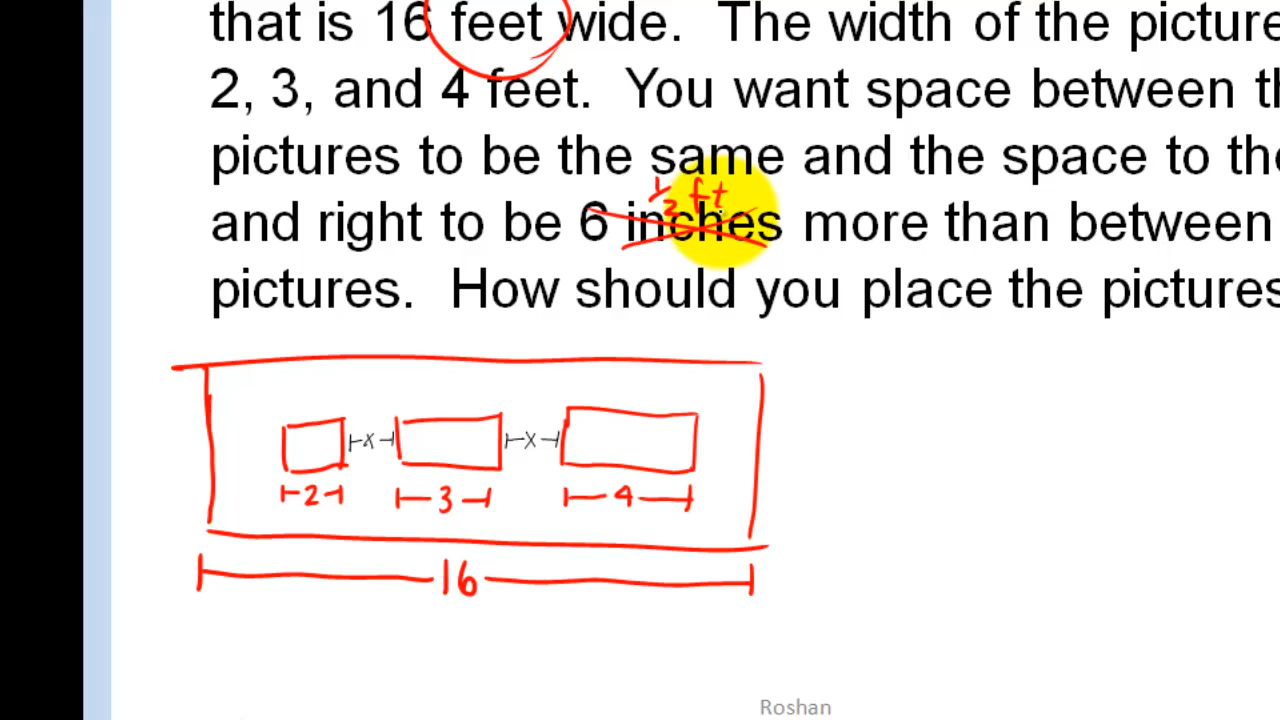 that is 16 feet wide. The width of the picture
2, 3, and 4 feet. You want space between th
pictures to be the same and the space to the
½ ft
and right to be 6 inches more than between
pictures. How should you place the pictures
x x
2 3 4
16
Roshan